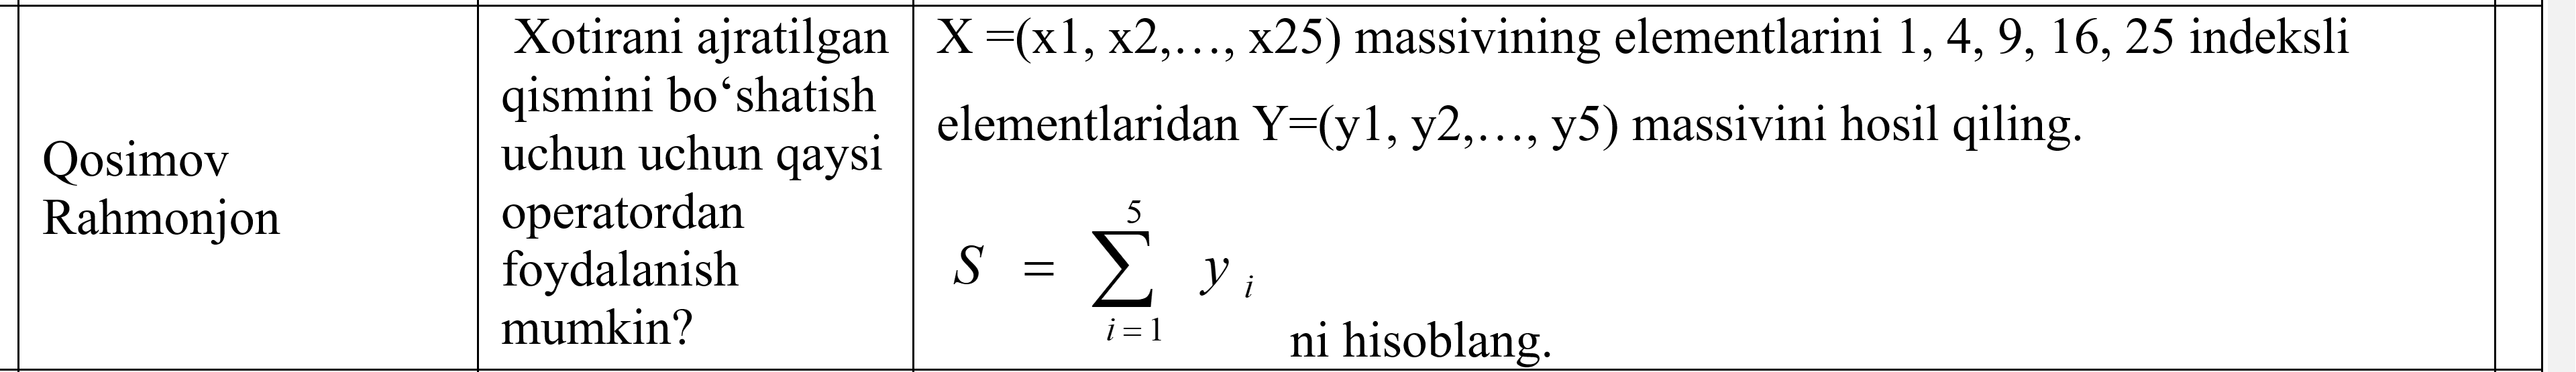 Qosimov
Rahmonjon
Xotirani ajratilgan
qismini bo‘shatish
uchun uchun qaysi
operatordan
foydalanish
mumkin?
X =(x1, x2,…, x25) massivining elementlarini 1, 4, 9, 16, 25 indeksli
elementlaridan Y=(y1, y2,…, y5) massivini hosil qiling.
S = ∑ y i
5
i = 1
ni hisoblang.